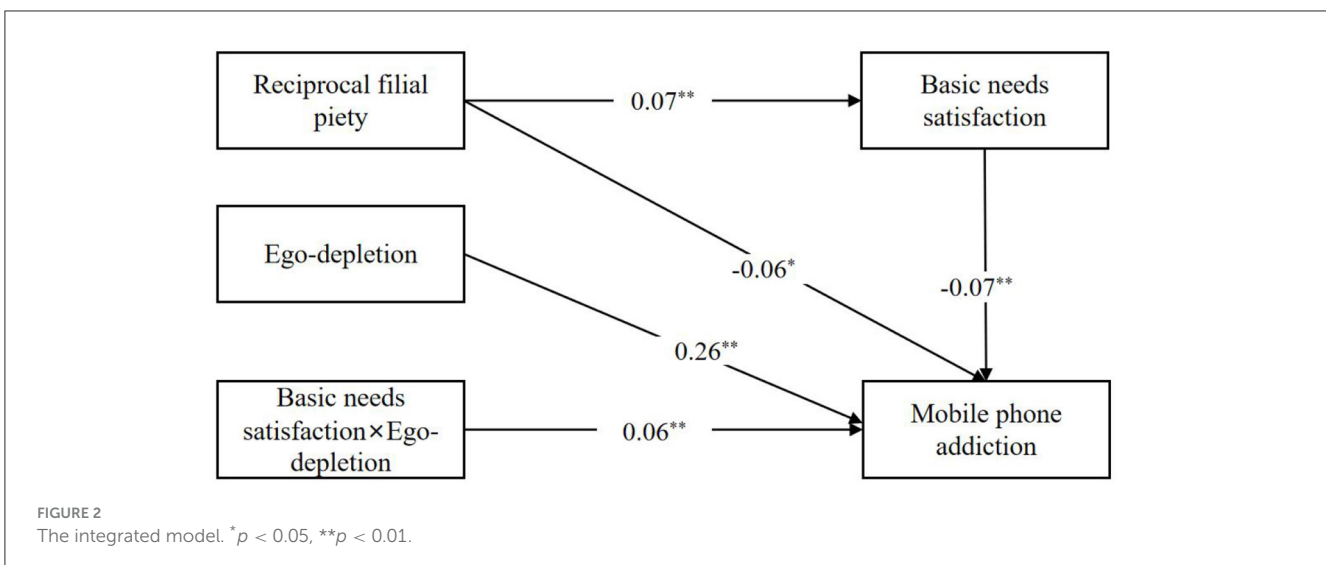 Reciprocal filial
piety
0.07**
Basic needs
satisfaction
Ego-depletion
-0.06*
-0.07**
0.26**
Basic needs
satisfaction×Ego-
depletion
0.06**
Mobile phone
addiction
FIGURE 2
The integrated model. *p < 0.05, **p < 0.01.